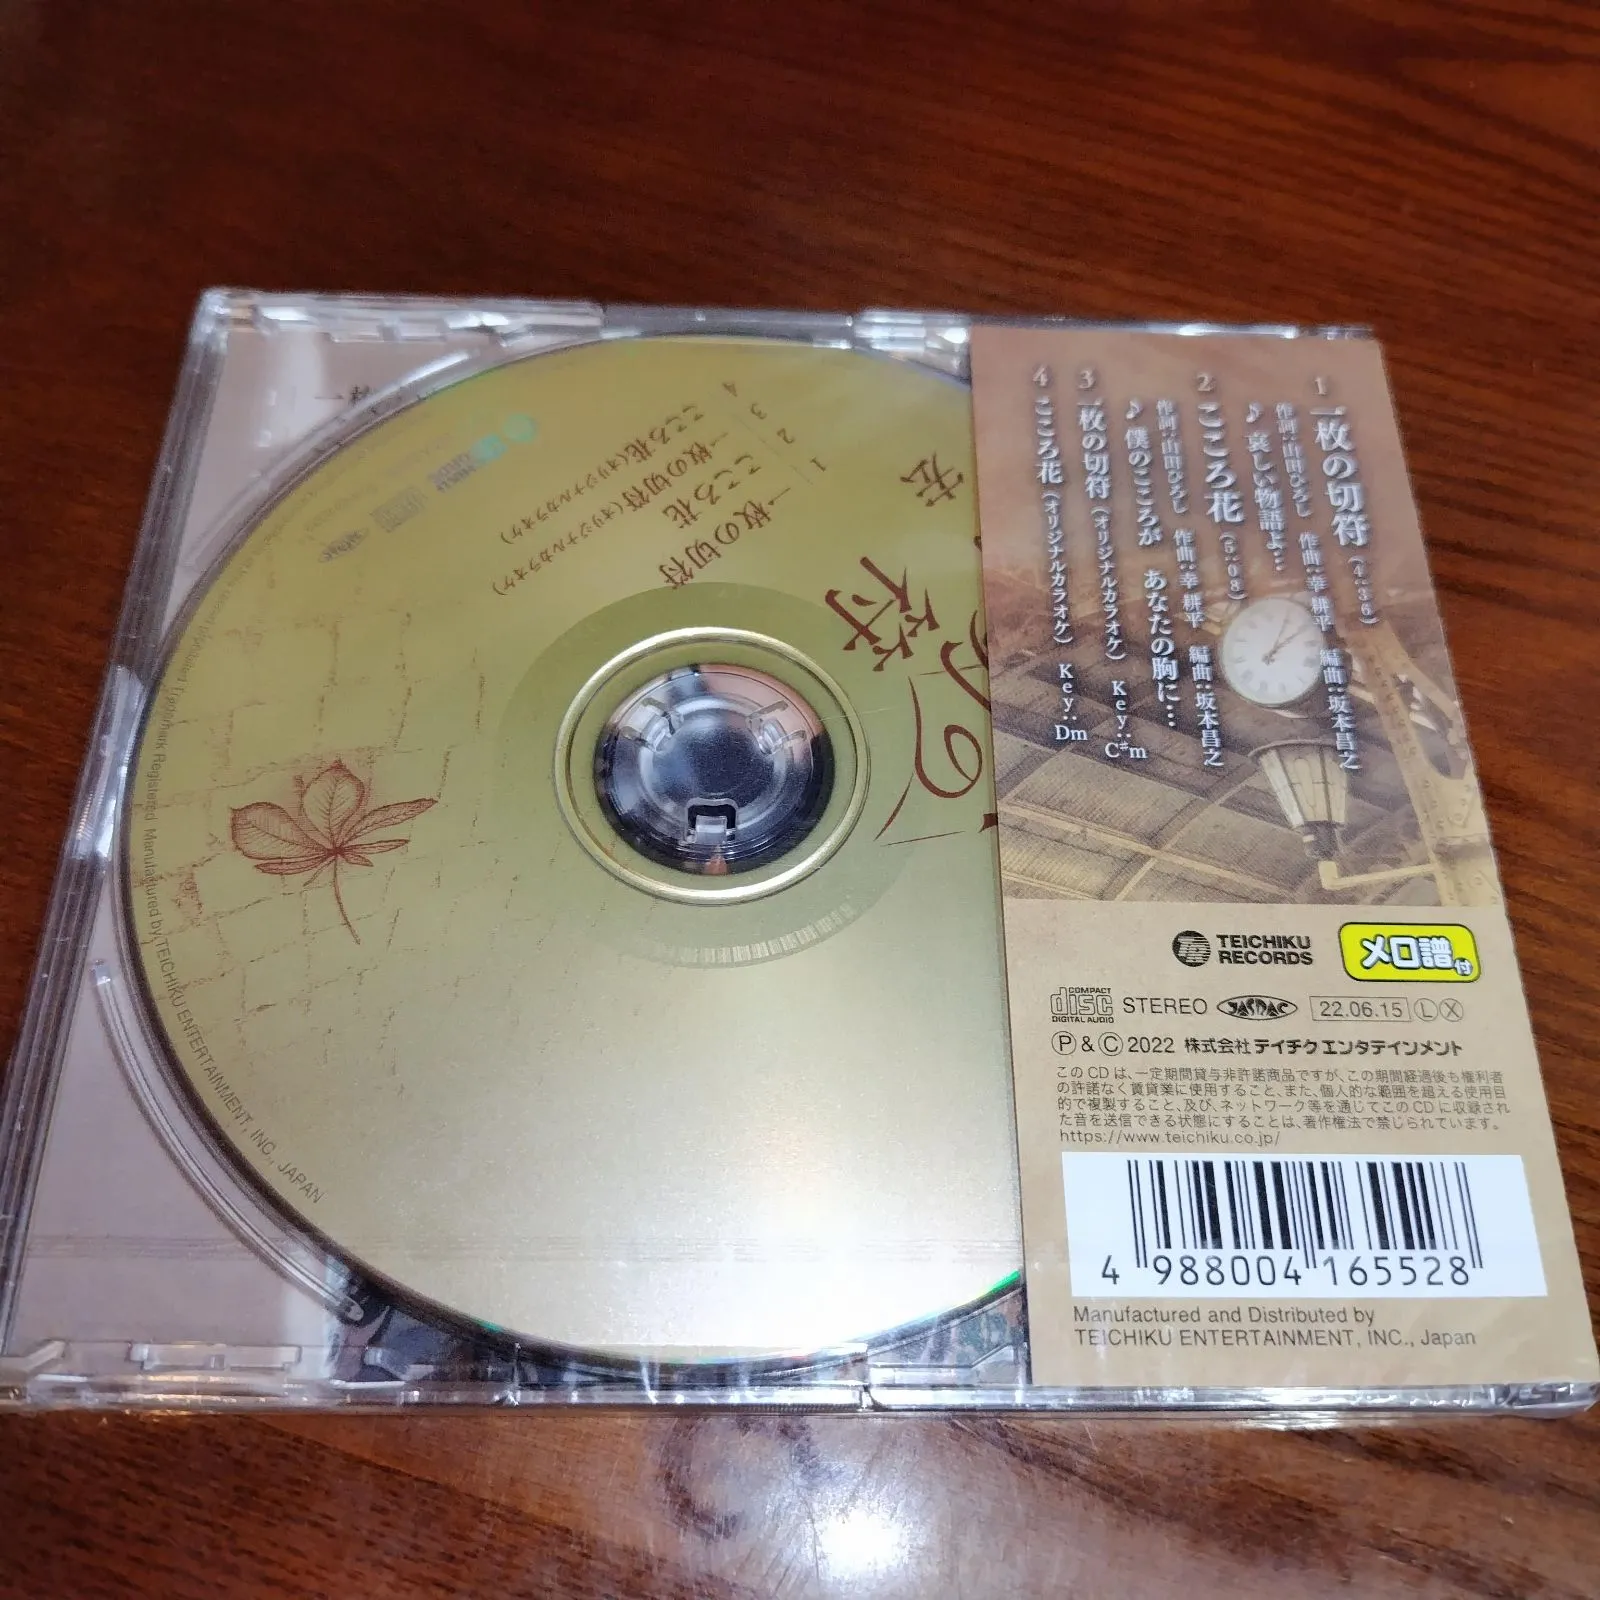 1 一枚の切符 (4:36)
作詞:山田ひろし 作曲:幸 耕平 編曲:坂本昌之
♪ 哀しい物語よ…
2 こころ花 (5:08)
作詞:山田ひろし 作曲:幸 耕平 編曲:坂本昌之
♪ 僕のこころが あなたの胸に…
3 一枚の切符 (オリジナルカラオケ) Key:C♯m
4 こころ花 (オリジナルカラオケ) Key:Dm
TEICHIKU
RECORDS
メロ譜付
COMPACT
disc
DIGITAL AUDIO
STEREO JASRAC 22.06.15 Ⓛ Ⓧ
Ⓟ&Ⓒ2022 株式会社テイチクエンタテインメント
このCDは、一定期間貸与非許諾商品ですが、この期間経過後も権利者
の許諾なく賃貸業に使用すること、また、個人的な範囲を超える使用目
的で複製すること、及び、ネットワーク等を通じてこのCDに収録され
た音を送信できる状態にすることは、著作権法で禁じられています。
https://www.teichiku.co.jp/
4 988004 165528
Manufactured and Distributed by
TEICHIKU ENTERTAINMENT, INC., Japan
1 一枚の切符
2 こころ花
3 一枚の切符(オリジナルカラオケ)
4 こころ花(オリジナルカラオケ)
JASRAC
の
符
Trademark Registered. Manufactured by TEICHIKU ENTERTAINMENT, INC., JAPAN